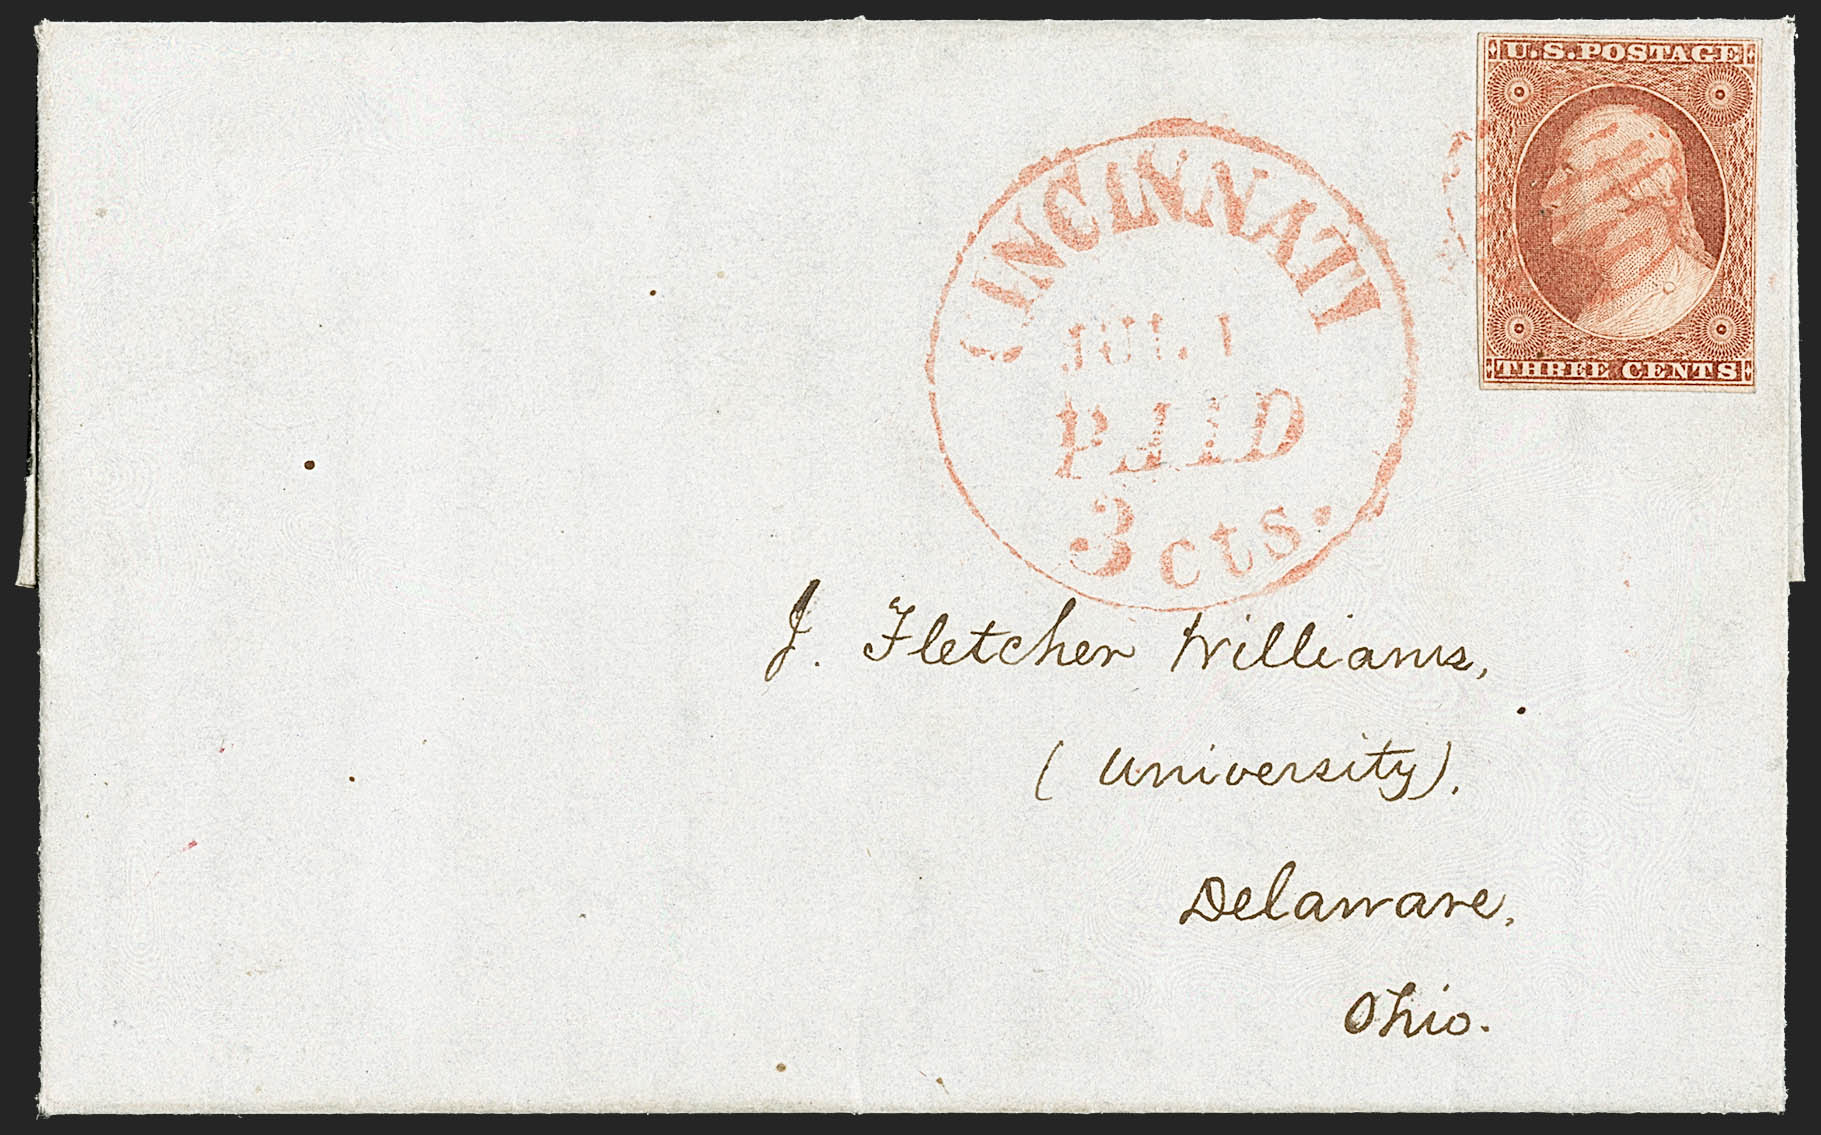 U.S. POSTAGE
THREE CENTS
CINCINNATI
JUL 1
PAID
3 cts.
J. Fletcher Williams,
(University).
Delaware,
Ohio.